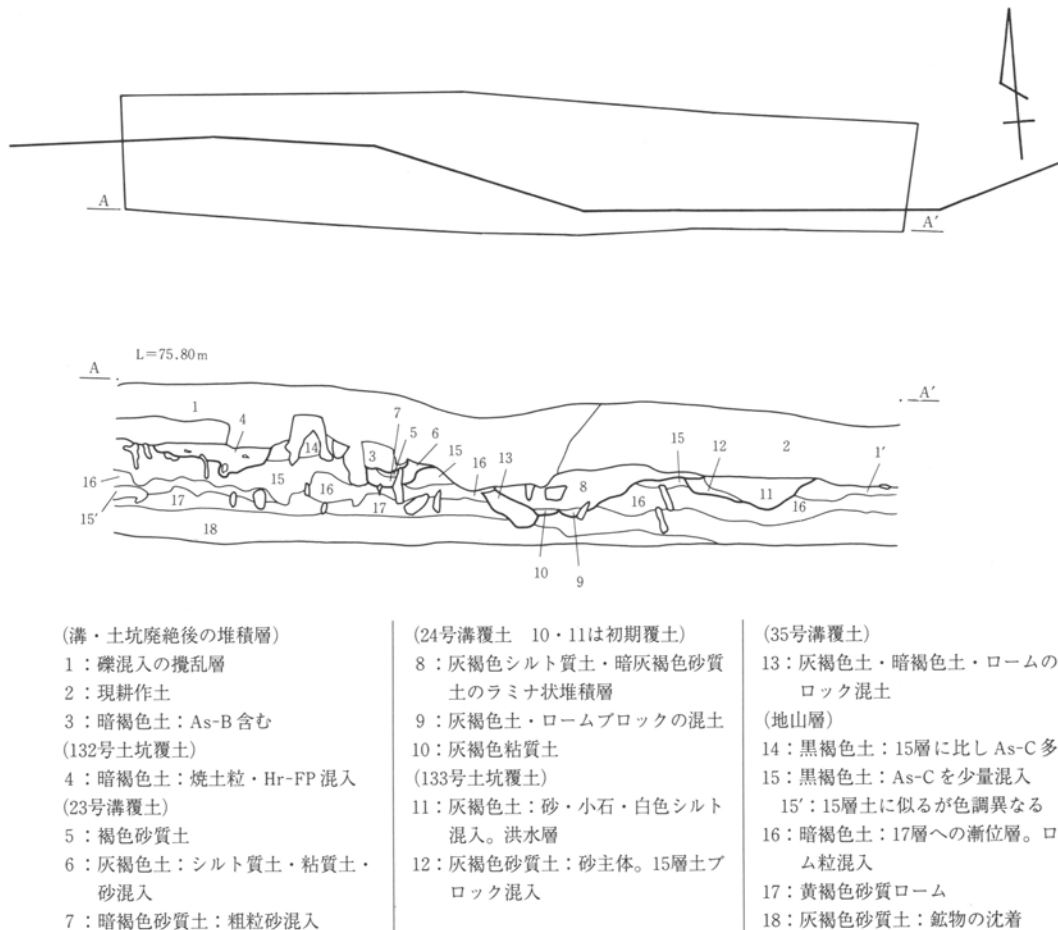 A
A′
L=75.80m
A
A′
1
4
14
3
7
5
6
15
16
13
8
15
12
2
11
1′
16
15
16
17
16
16
17
15′
18
10
9
(溝・土坑廃絶後の堆積層)
1：礫混入の攪乱層
2：現耕作土
3：暗褐色土：As-B 含む
(132号土坑覆土)
4：暗褐色土：焼土粒・Hr-FP 混入
(23号溝覆土)
5：褐色砂質土
6：灰褐色土：シルト質土・粘質土・
砂混入
7：暗褐色砂質土：粗粒砂混入
(24号溝覆土　10・11は初期覆土)
8：灰褐色シルト質土・暗灰褐色砂質
土のラミナ状堆積層
9：灰褐色土・ロームブロックの混土
10：灰褐色粘質土
(133号土坑覆土)
11：灰褐色土：砂・小石・白色シルト
混入。洪水層
12：灰褐色砂質土：砂主体。15層土ブ
ロック混入
(35号溝覆土)
13：灰褐色土・暗褐色土・ロームの
ロック混土
(地山層)
14：黒褐色土：15層に比し As-C 多
15：黒褐色土：As-C を少量混入
15′：15層土に似るが色調異なる
16：暗褐色土：17層への漸位層。ロ
ム粒混入
17：黄褐色砂質ローム
18：灰褐色砂質土：鉱物の沈着